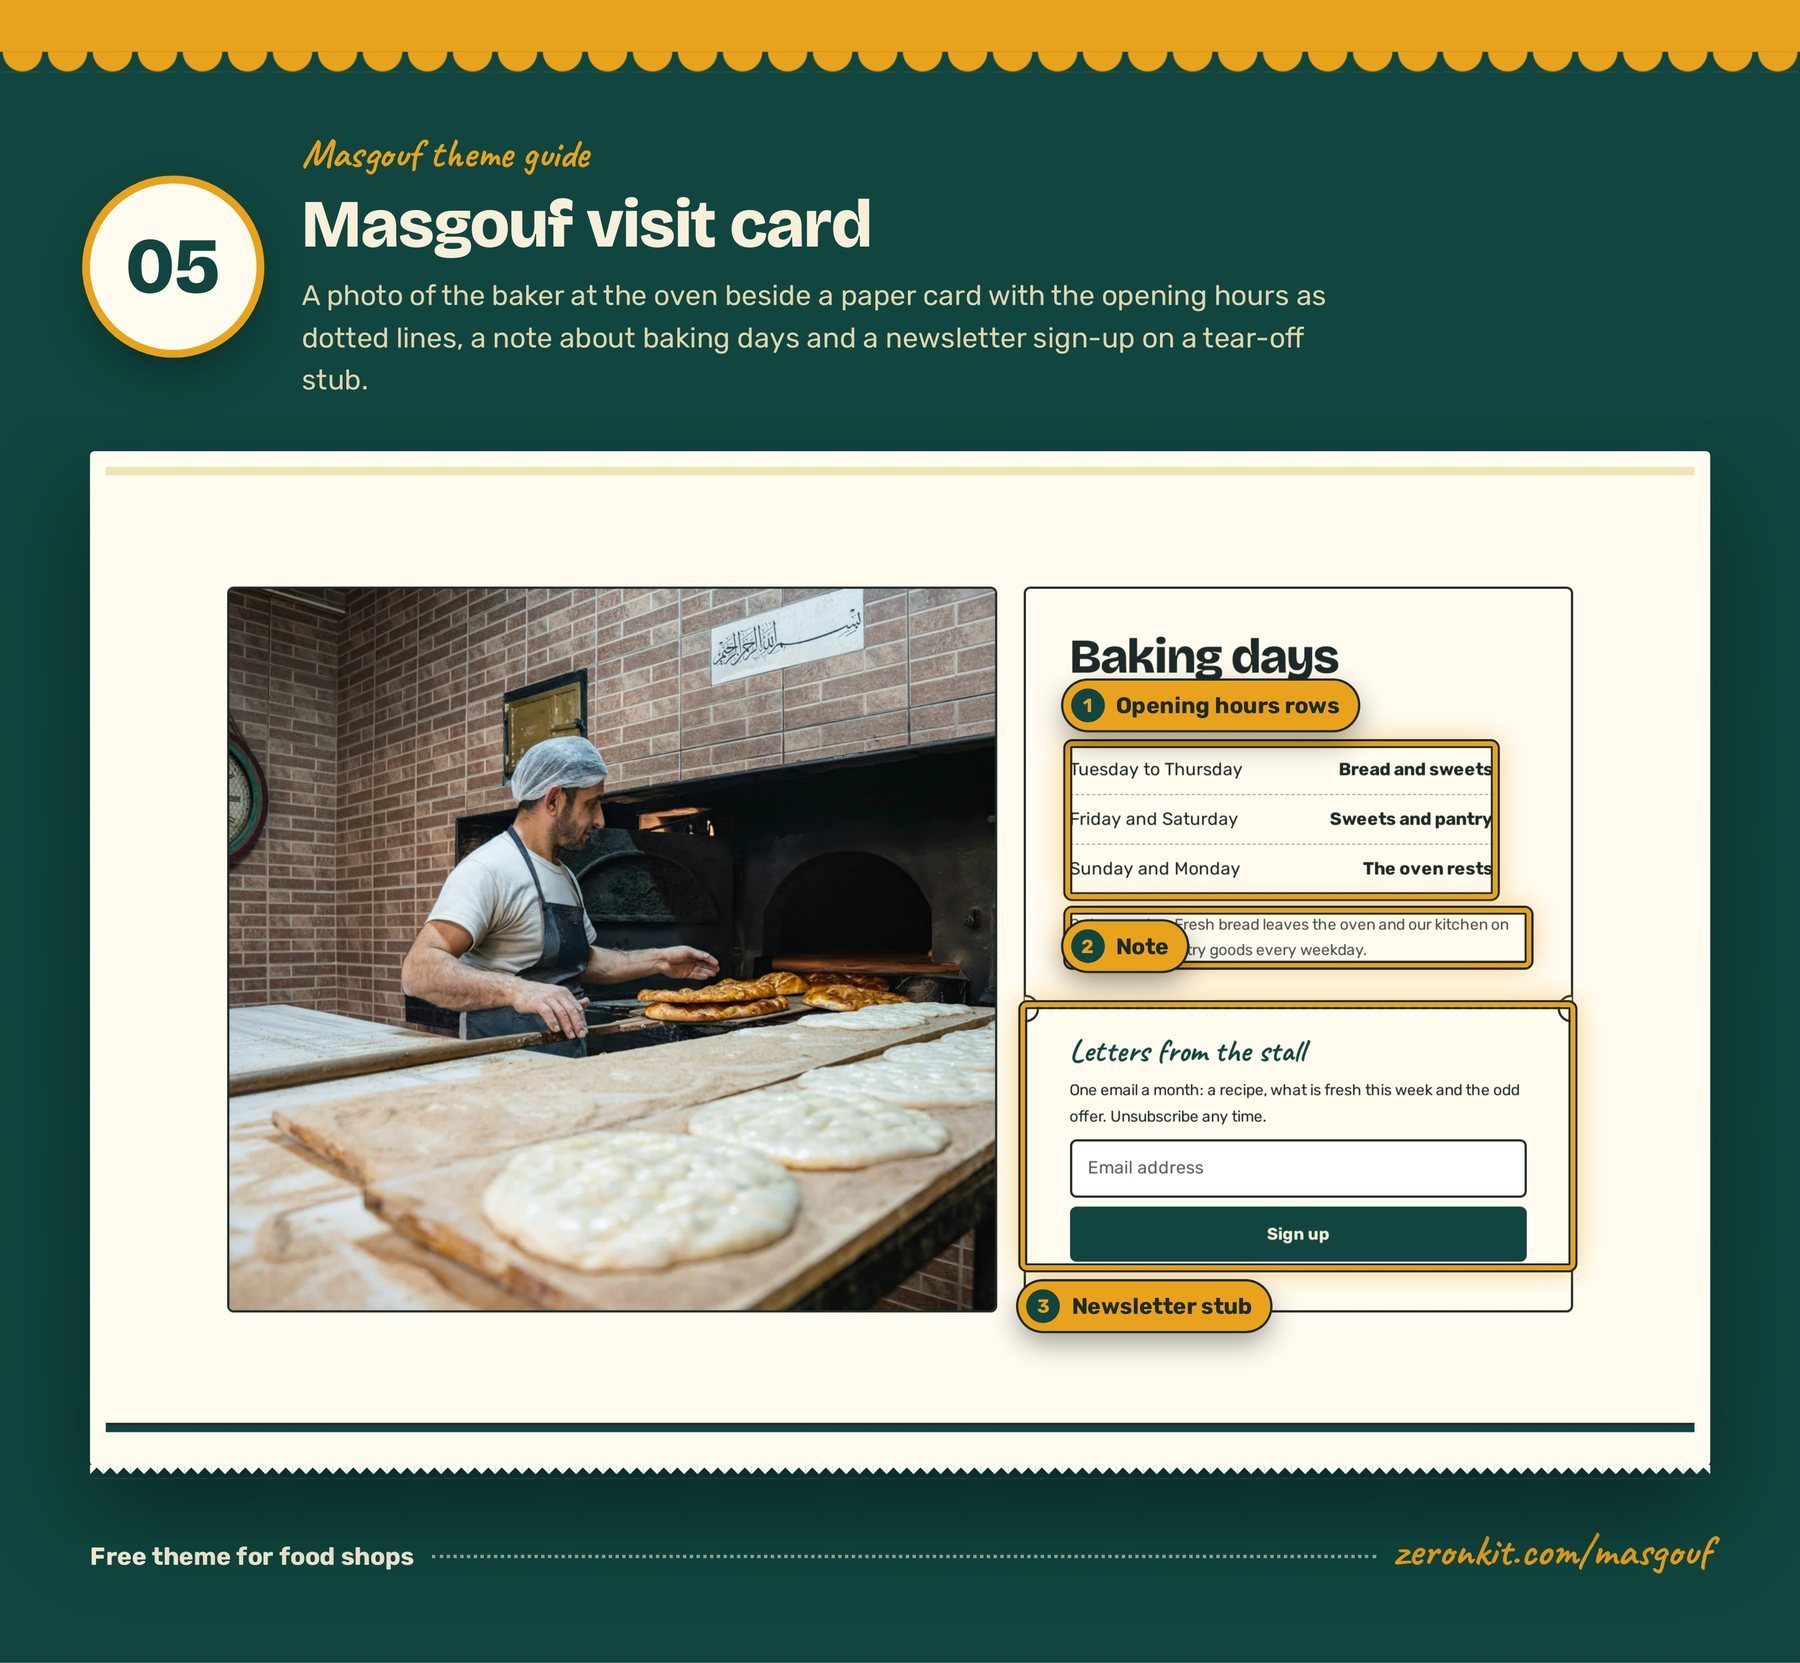 Masgouf theme guide
05
Masgouf visit card
A photo of the baker at the oven beside a paper card with the opening hours as
dotted lines, a note about baking days and a newsletter sign-up on a tear-off
stub.
بسم الله الرحمن الرحيم
Baking days
1 Opening hours rows
Tuesday to Thursday Bread and sweets
Friday and Saturday Sweets and pantry
Sunday and Monday The oven rests
Fresh bread leaves the oven and our kitchen on
2 Note
goods every weekday.
Letters from the stall
One email a month: a recipe, what is fresh this week and the odd
offer. Unsubscribe any time.
Email address
Sign up
3 Newsletter stub
Free theme for food shops
zeronkit.com/masgouf